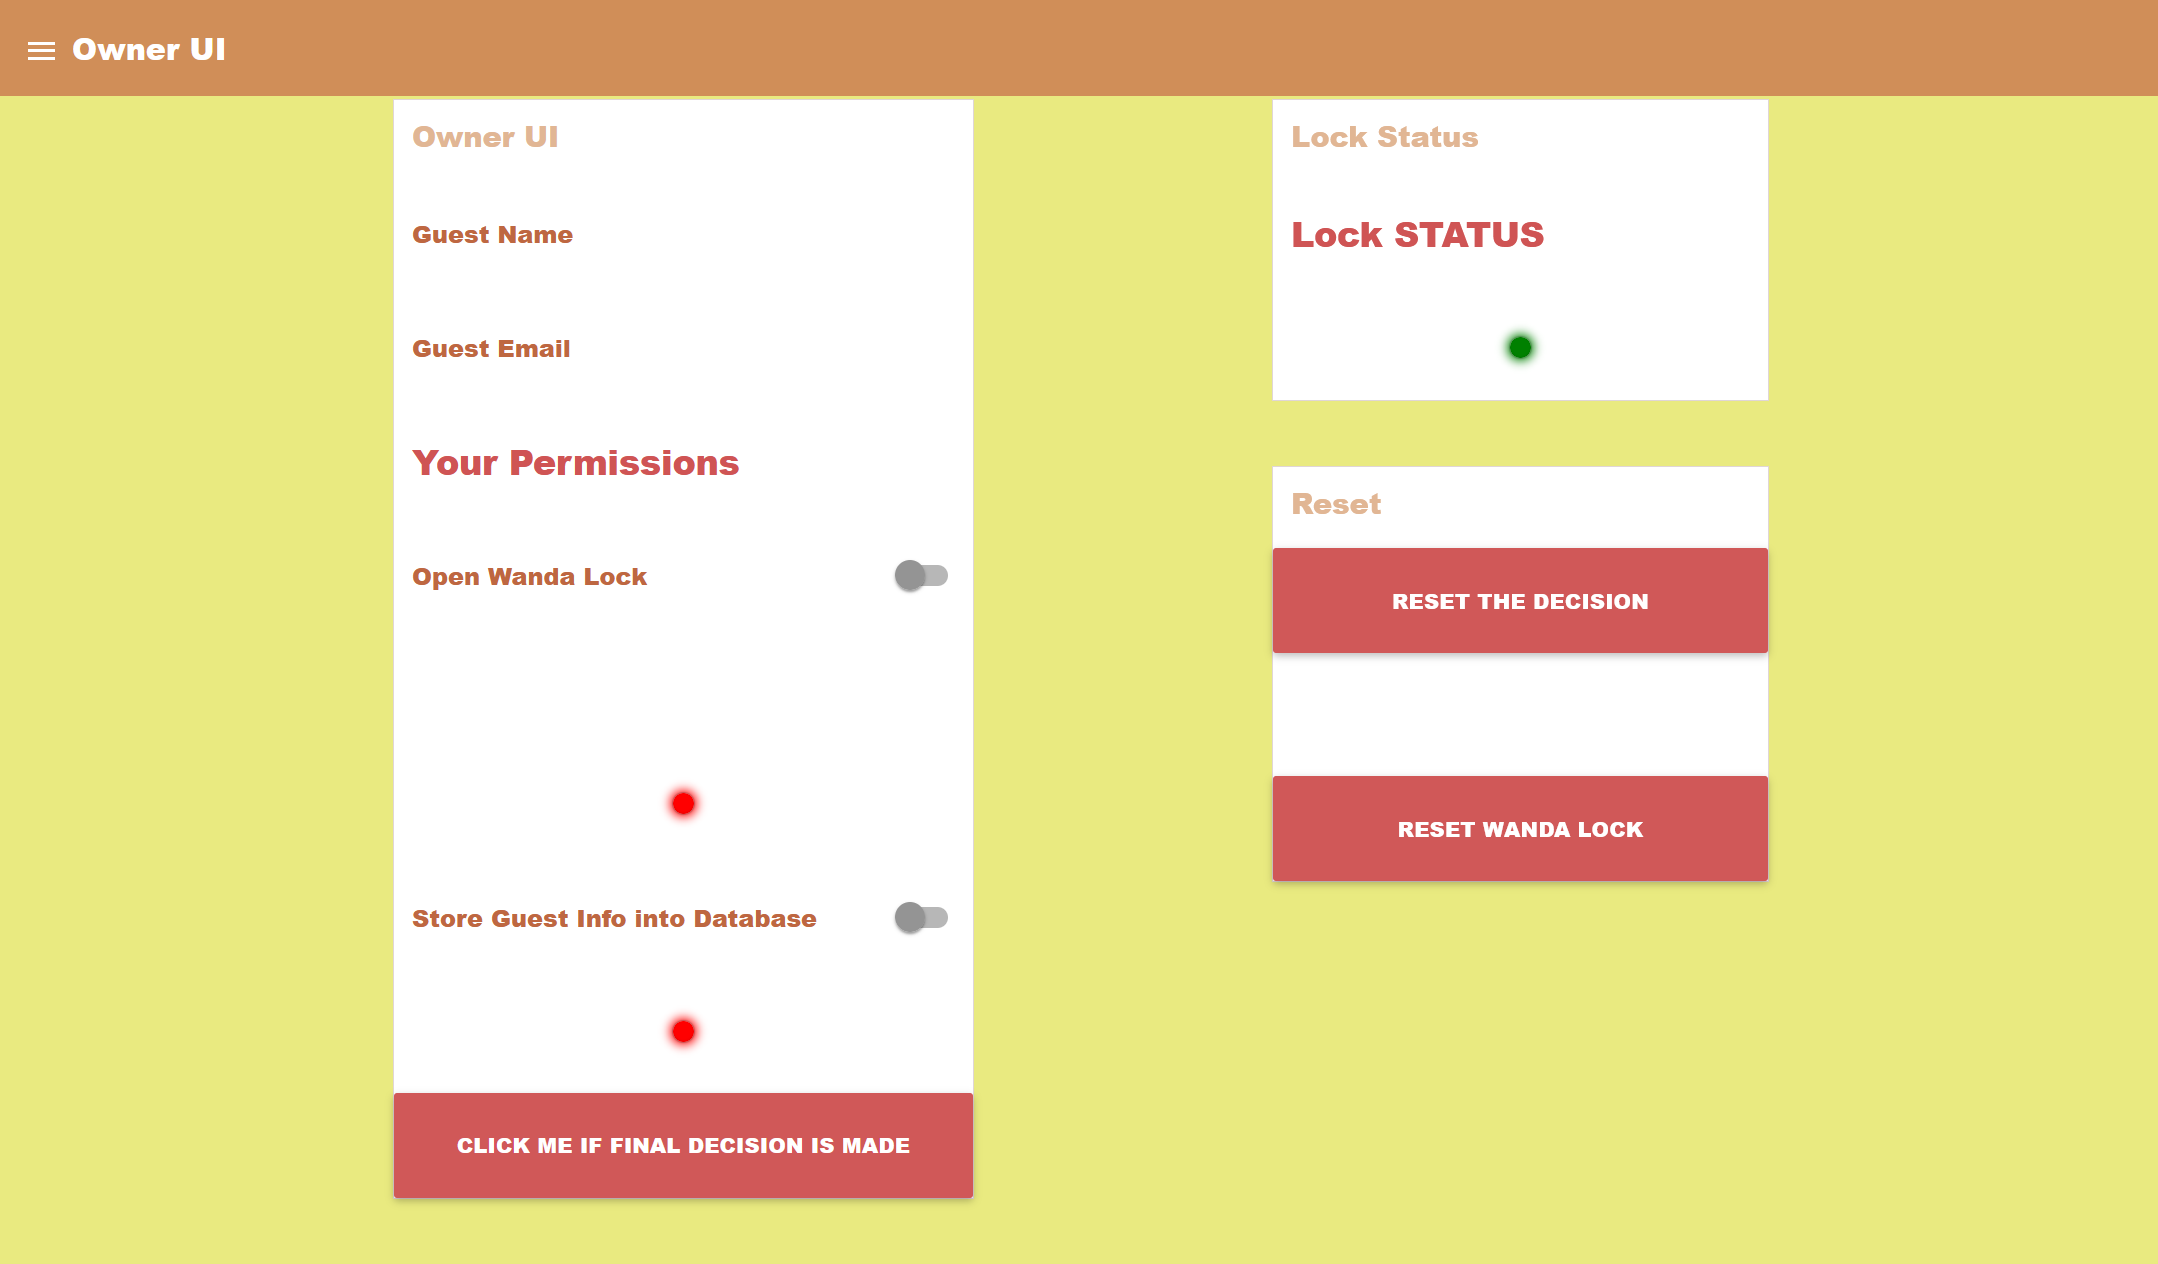 Owner UI
Owner UI
Guest Name
Guest Email
Your Permissions
Open Wanda Lock
Store Guest Info into Database
CLICK ME IF FINAL DECISION IS MADE
Lock Status
Lock STATUS
Reset
RESET THE DECISION
RESET WANDA LOCK